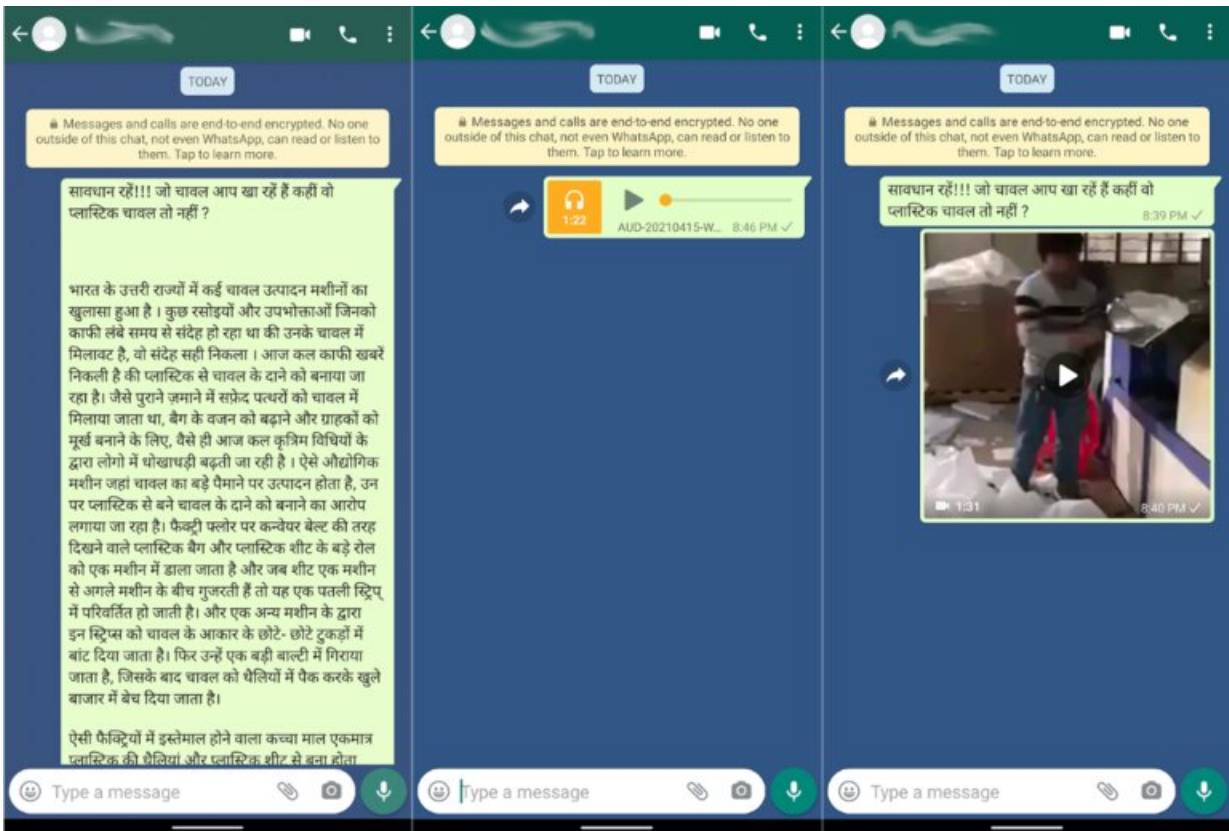 TODAY
Messages and calls are end-to-end encrypted. No one
outside of this chat, not even WhatsApp, can read or listen to
them. Tap to learn more.
सावधान रहें!!! जो चावल आप खा रहें हैं कहीं वो
प्लास्टिक चावल तो नहीं ?
भारत के उत्तरी राज्यों में कई चावल उत्पादन मशीनों का
खुलासा हुआ है । कुछ रसोइयों और उपभोक्ताओं जिनको
काफी लंबे समय से संदेह हो रहा था की उनके चावल में
मिलावट है, वो संदेह सही निकला । आज कल काफी खबरें
निकली है की प्लास्टिक से चावल के दाने को बनाया जा
रहा है। जैसे पुराने ज़माने में सफ़ेद पत्थरों को चावल में
मिलाया जाता था, बैग के वजन को बढ़ाने और ग्राहकों को
मूर्ख बनाने के लिए, वैसे ही आज कल कृत्रिम विधियों के
द्वारा लोगो में धोखाधड़ी बढ़ती जा रही है । ऐसे औद्योगिक
मशीन जहां चावल का बड़े पैमाने पर उत्पादन होता है, उन
पर प्लास्टिक से बने चावल के दाने को बनाने का आरोप
लगाया जा रहा है। फैक्ट्री फ्लोर पर कन्वेयर बेल्ट की तरह
दिखने वाले प्लास्टिक बैग और प्लास्टिक शीट के बड़े रोल
को एक मशीन में डाला जाता है और जब शीट एक मशीन
से अगले मशीन के बीच गुजरती हैं तो यह एक पतली स्ट्रिप्
में परिवर्तित हो जाती है। और एक अन्य मशीन के द्वारा
इन स्ट्रिप्स को चावल के आकार के छोटे- छोटे टुकड़ों में
बांट दिया जाता है। फिर उन्हें एक बड़ी बाल्टी में गिराया
जाता है, जिसके बाद चावल को थैलियों में पैक करके खुले
बाजार में बेच दिया जाता है।
ऐसी फैक्ट्रियों में इस्तेमाल होने वाला कच्चा माल एकमात्र
प्लास्टिक की थैलियां और प्लास्टिक शीट से बना होता
Type a message
TODAY
Messages and calls are end-to-end encrypted. No one
outside of this chat, not even WhatsApp, can read or listen to
them. Tap to learn more.
1:22
AUD-20210415-W... 8:46 PM
Type a message
TODAY
Messages and calls are end-to-end encrypted. No one
outside of this chat, not even WhatsApp, can read or listen to
them. Tap to learn more.
सावधान रहें!!! जो चावल आप खा रहें हैं कहीं वो
प्लास्टिक चावल तो नहीं ?
8:39 PM
1:31 8:40 PM
Type a message